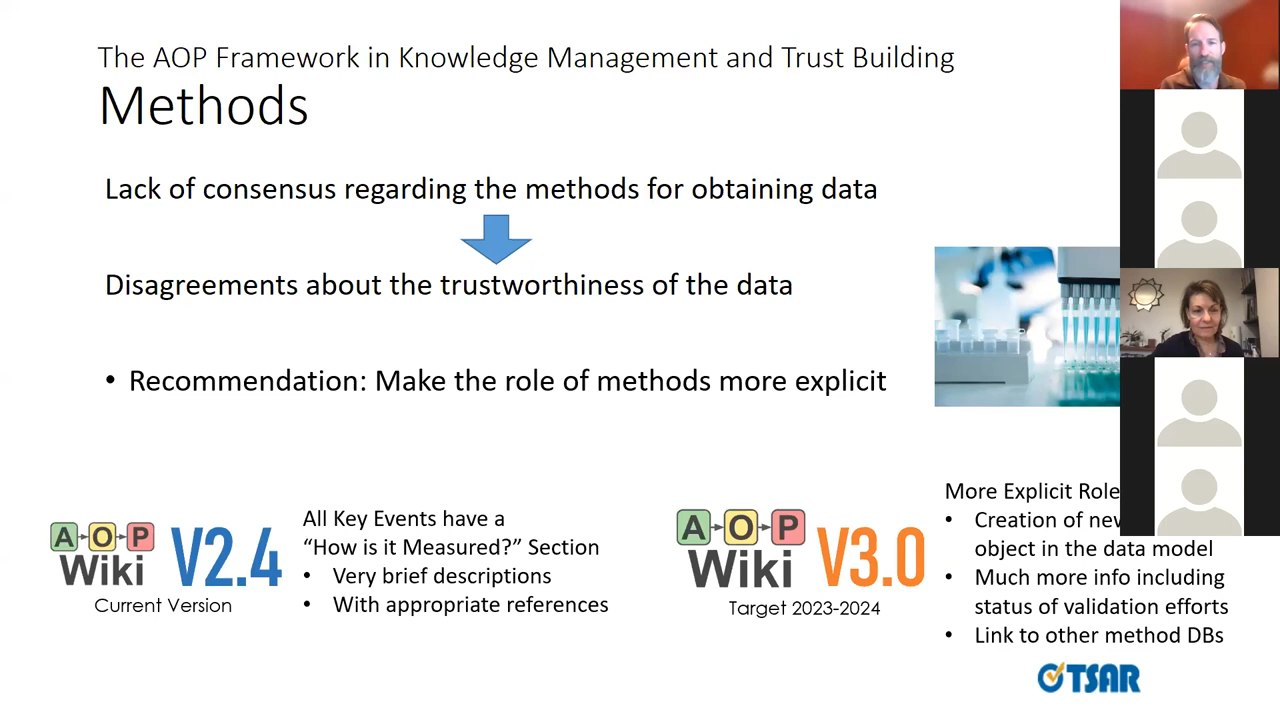 The AOP Framework in Knowledge Management and Trust Building
Methods
Lack of consensus regarding the methods for obtaining data
Disagreements about the trustworthiness of the data
• Recommendation: Make the role of methods more explicit
A O P
Wiki V2.4
Current Version
All Key Events have a
“How is it Measured?” Section
• Very brief descriptions
• With appropriate references
A O P
Wiki V3.0
Target 2023-2024
More Explicit Role
• Creation of
object in the data model
• Much more info including
status of validation efforts
• Link to other method DBs
TSAR